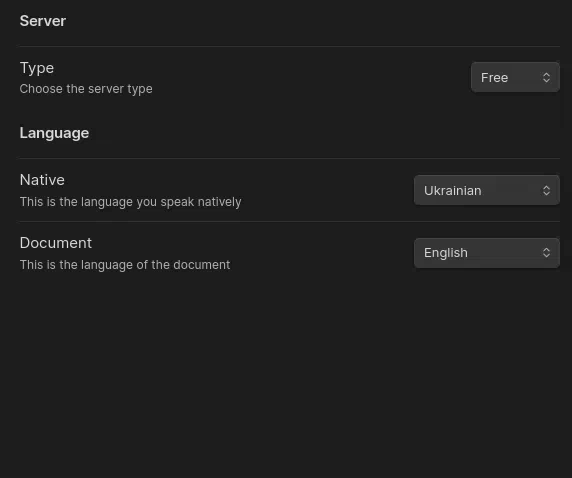 Server
Type
Choose the server type
Free
Language
Native
This is the language you speak natively
Ukrainian
Document
This is the language of the document
English